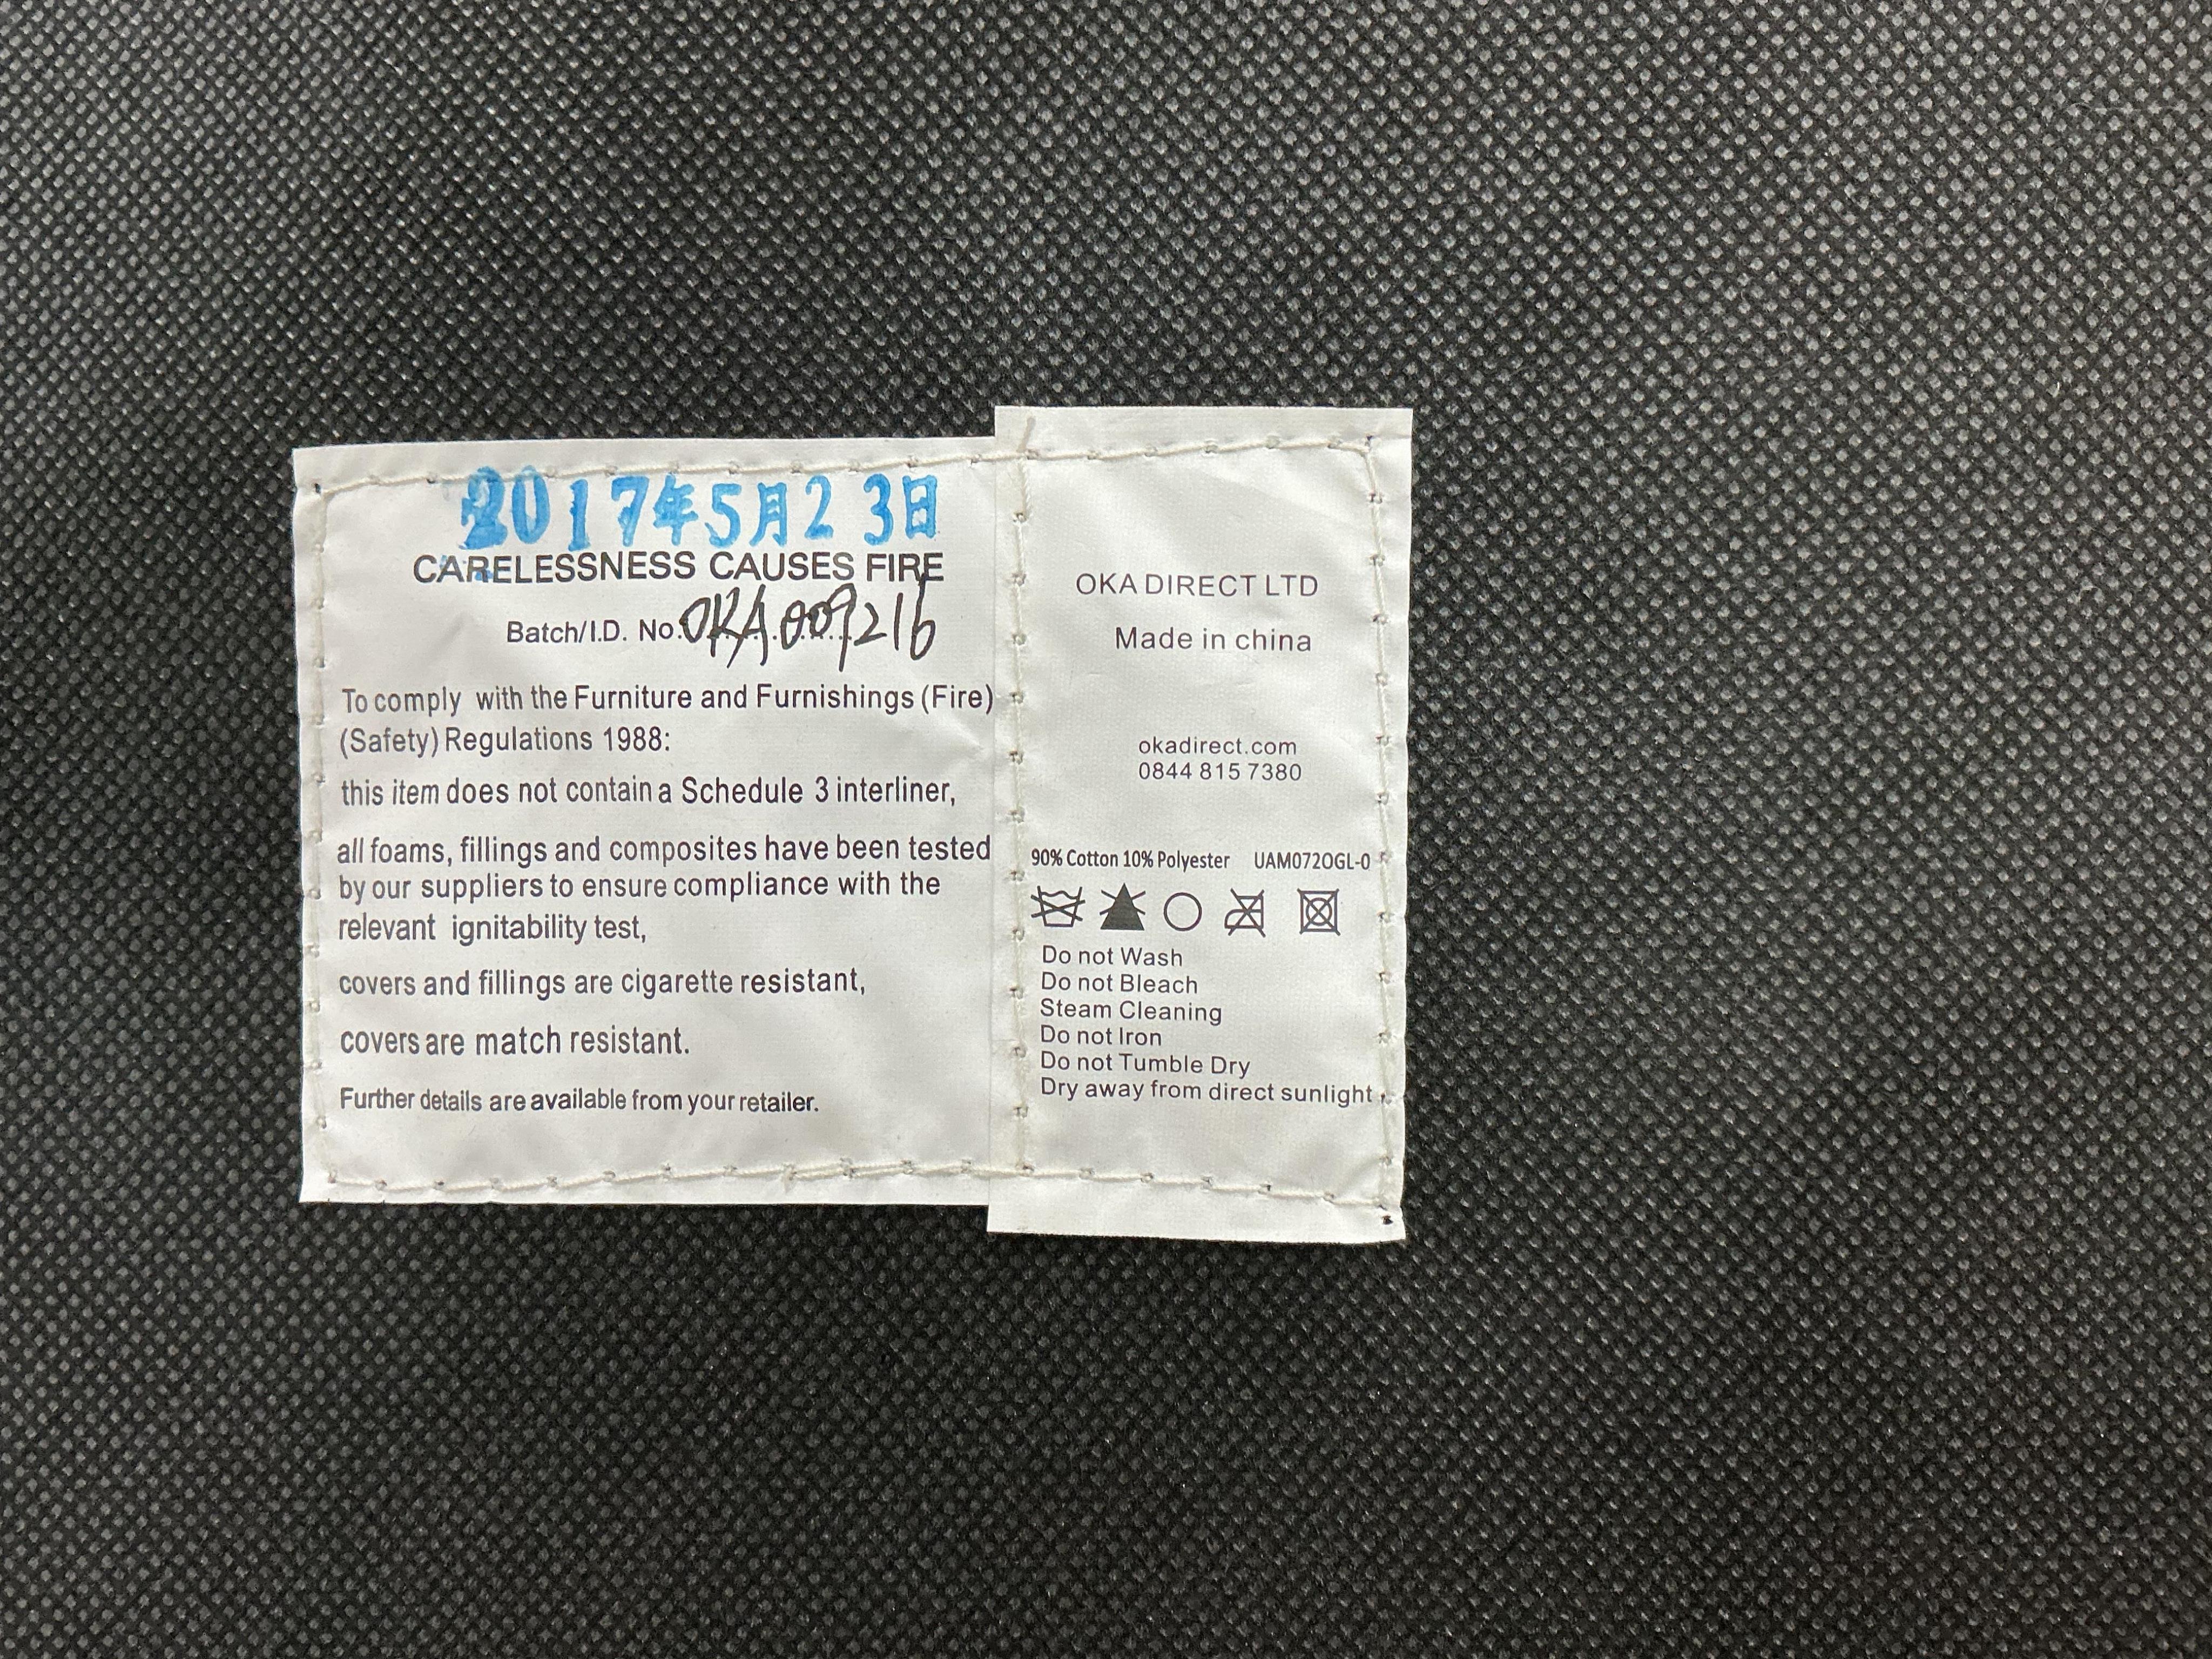 2017年5月23日
CARELESSNESS CAUSES FIRE
Batch/I.D. No.OKA009216
To comply with the Furniture and Furnishings (Fire)
(Safety) Regulations 1988:
this item does not contain a Schedule 3 interliner,
all foams, fillings and composites have been tested
by our suppliers to ensure compliance with the
relevant ignitability test,
covers and fillings are cigarette resistant,
covers are match resistant.
Further details are available from your retailer.
OKA DIRECT LTD
Made in china
okadirect.com
0844 815 7380
90% Cotton 10% Polyester UAM072OGL-0
Do not Wash
Do not Bleach
Steam Cleaning
Do not Iron
Do not Tumble Dry
Dry away from direct sunlight.